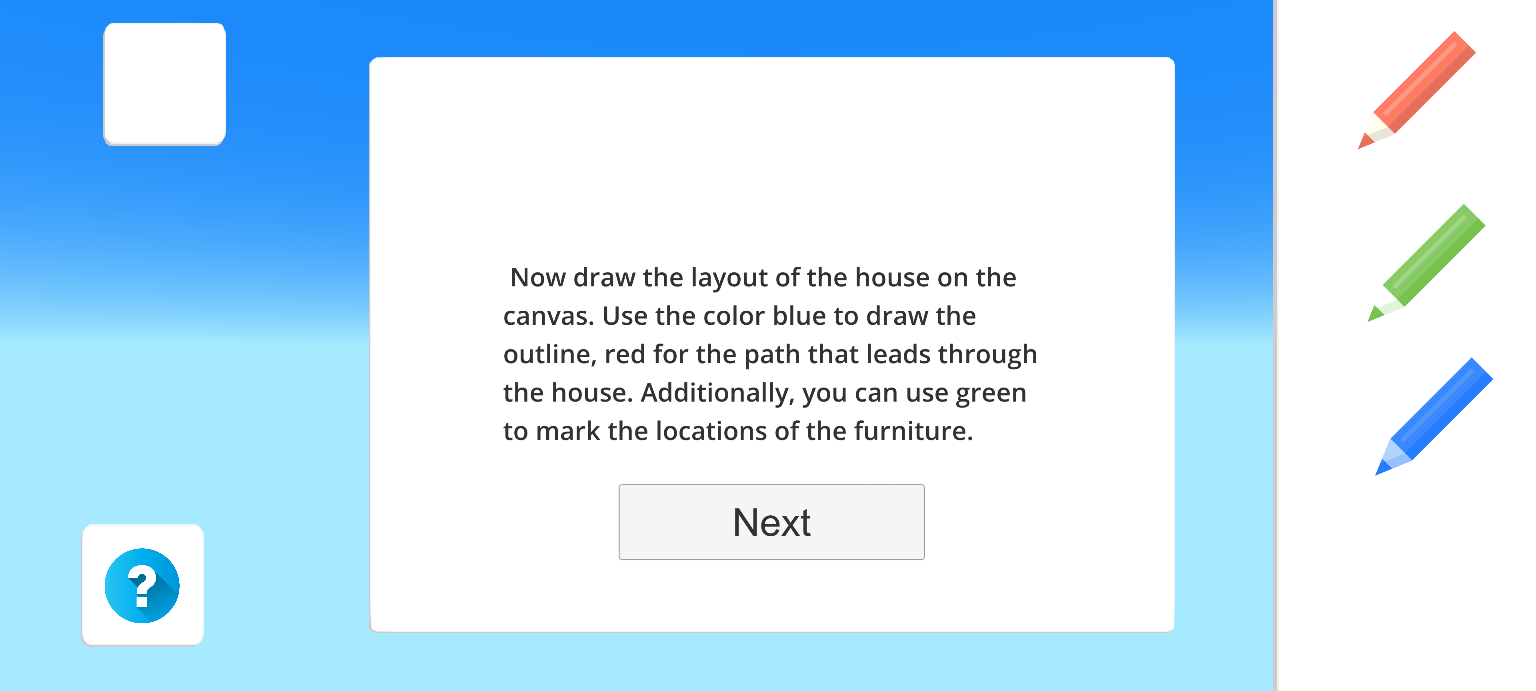 Now draw the layout of the house on the
canvas. Use the color blue to draw the
outline, red for the path that leads through
the house. Additionally, you can use green
to mark the locations of the furniture.
Next
?